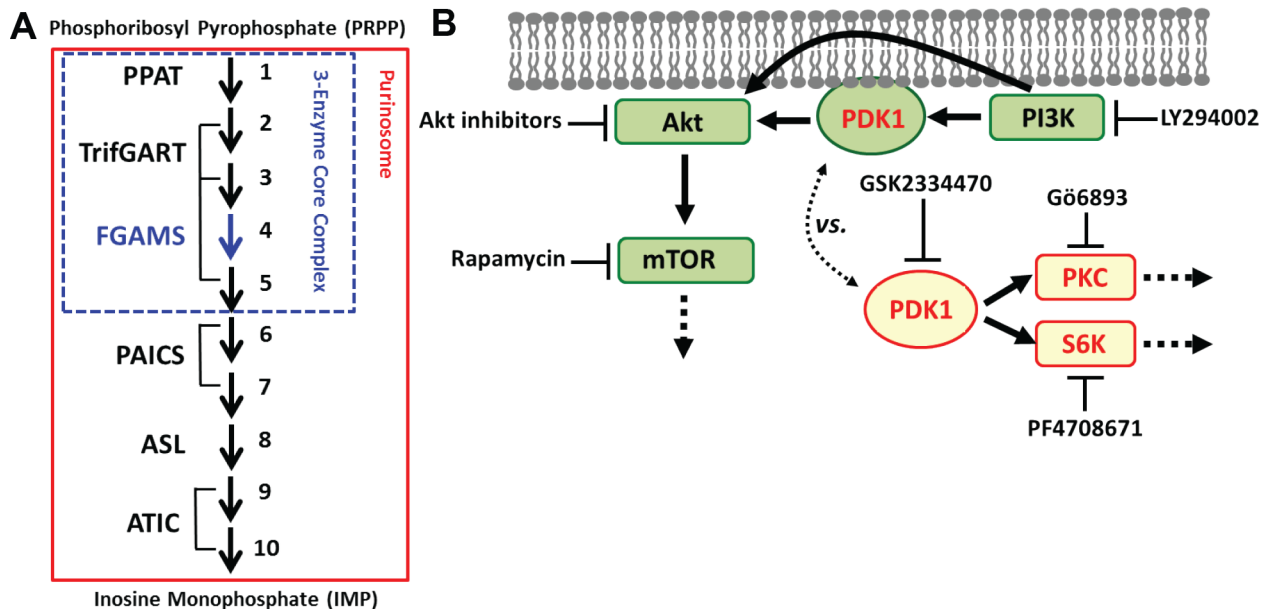 A
Phosphoribosyl Pyrophosphate (PRPP)
PPAT
1
2
TrifGART
3
FGAMS
4
5
3-Enzyme Core Complex
Purinosome
PAICS
6
7
ASL
8
9
ATIC
10
Inosine Monophosphate (IMP)
B
Akt inhibitors
Akt
PDK1
PI3K
LY294002
GSK2334470
Gö6893
vs.
Rapamycin
mTOR
PDK1
PKC
S6K
PF4708671